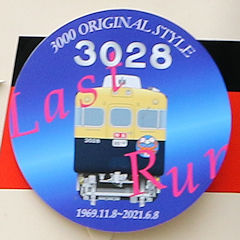 3000 ORIGINAL STYLE
3028
Last Run
3028
1969.11.8~2021.6.8